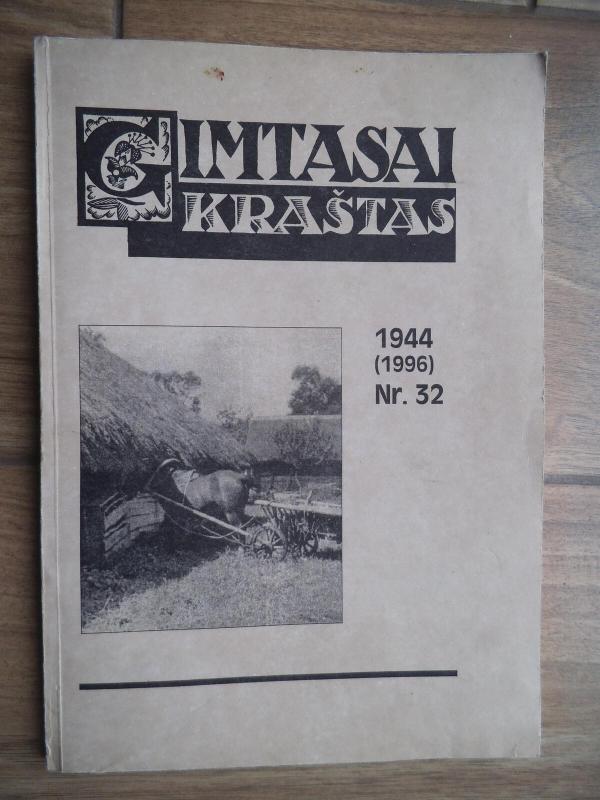 GIMTASAI
KRAŠTAS
1944
(1996)
Nr. 32